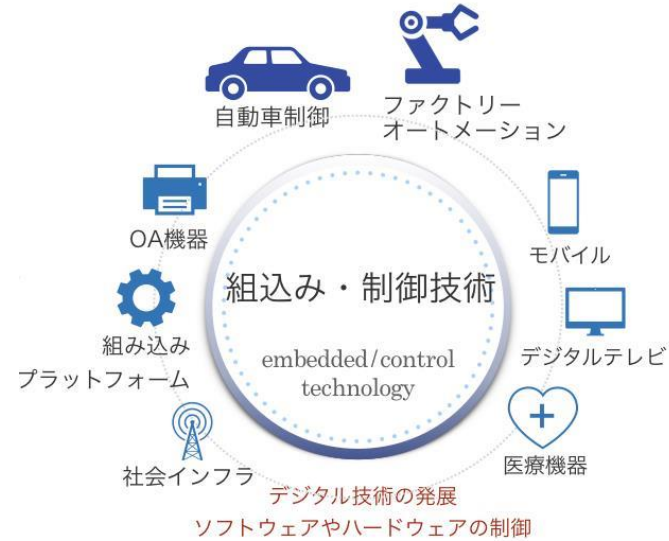 自動車制御
ファクトリー
オートメーション
OA機器
モバイル
組込み・制御技術
embedded/control
technology
組み込み
プラットフォーム
デジタルテレビ
社会インフラ
医療機器
デジタル技術の発展
ソフトウェアやハードウェアの制御